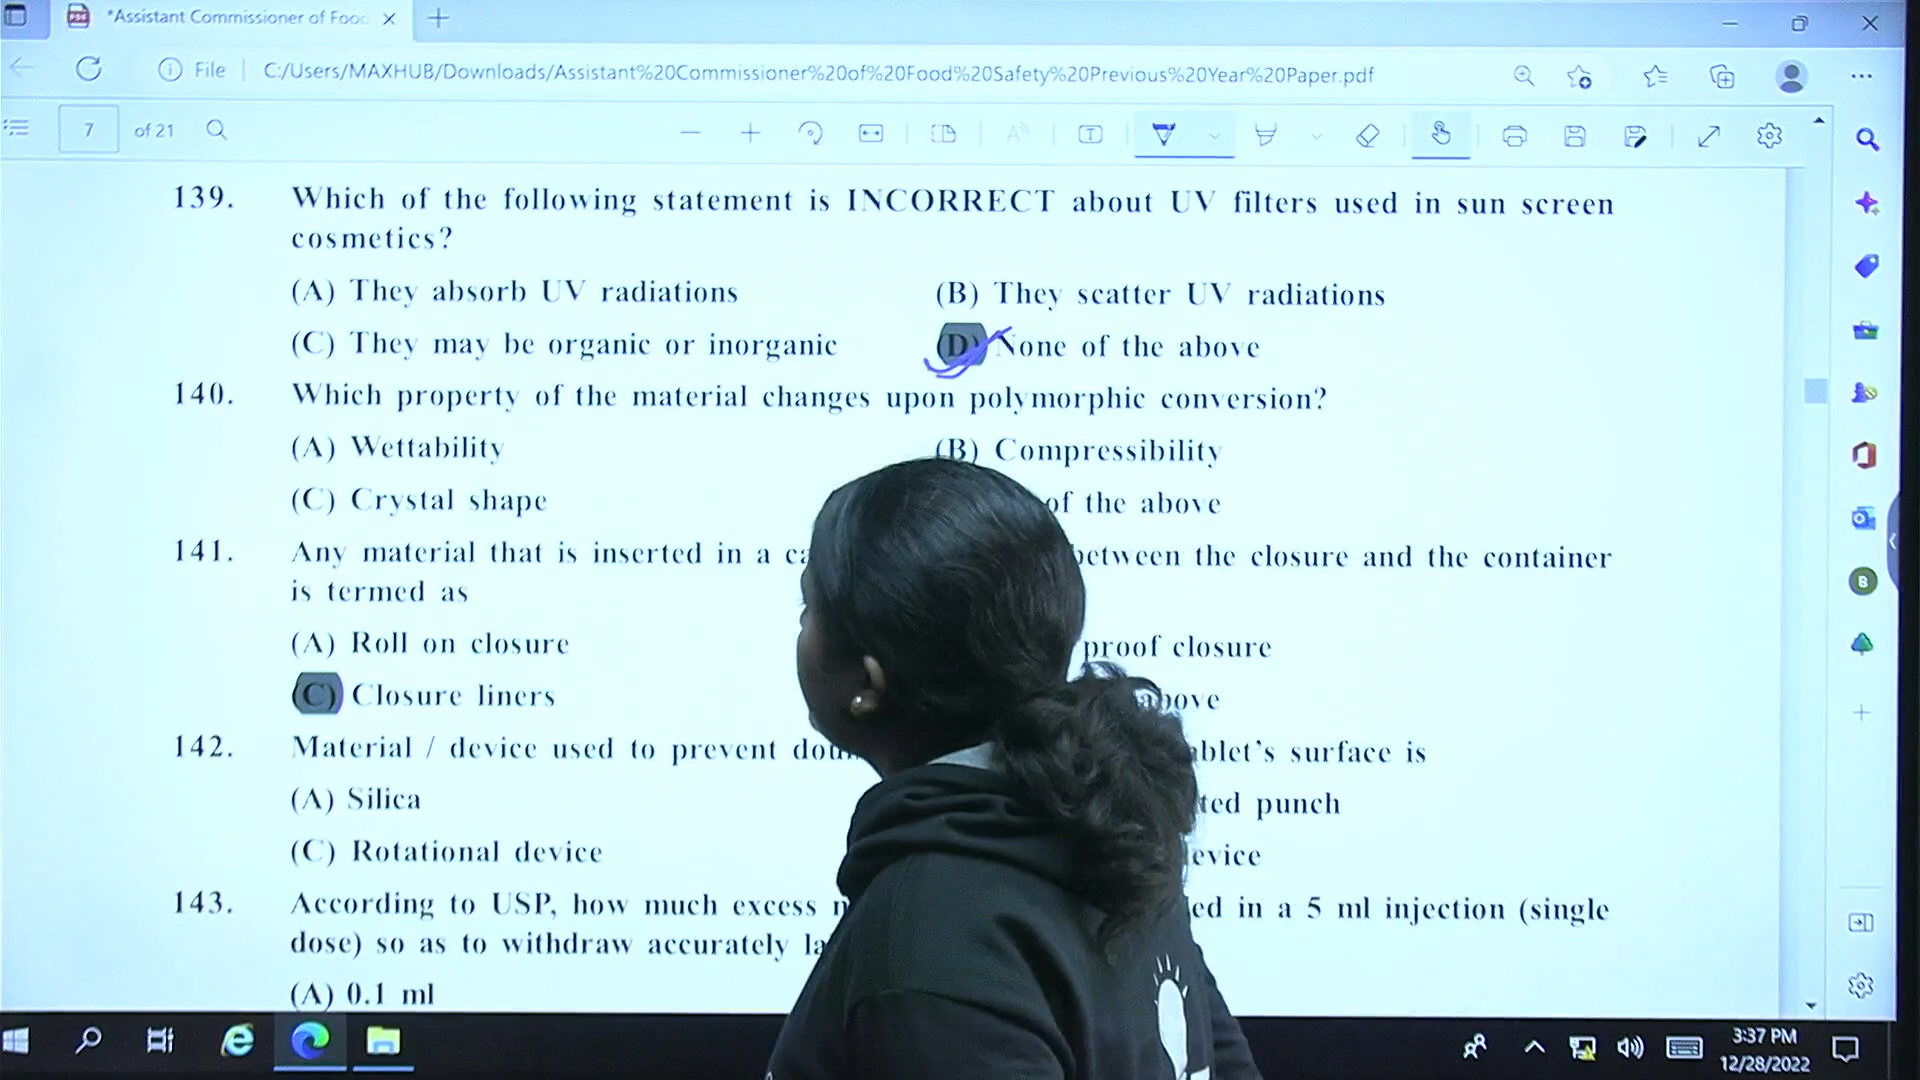 *Assistant Commissioner of Food
File C:/Users/MAXHUB/Downloads/Assistant%20Commissioner%20of%20Food%20Safety%20Previous%20Year%20Paper.pdf
7 of 21
139. Which of the following statement is INCORRECT about UV filters used in sun screen
cosmetics?
(A) They absorb UV radiations (B) They scatter UV radiations
(C) They may be organic or inorganic (D) None of the above
140. Which property of the material changes upon polymorphic conversion?
(A) Wettability (B) Compressibility
(C) Crystal shape of the above
141. Any material that is inserted in a between the closure and the container
is termed as
(A) Roll on closure proof closure
(C) Closure liners above
142. Material / device used to prevent surface is
(A) Silica punch
(C) Rotational device
143. According to USP, how much excess in a 5 ml injection (single
dose) so as to withdraw accurately
(A) 0.1 ml
3:37 PM
12/28/2022